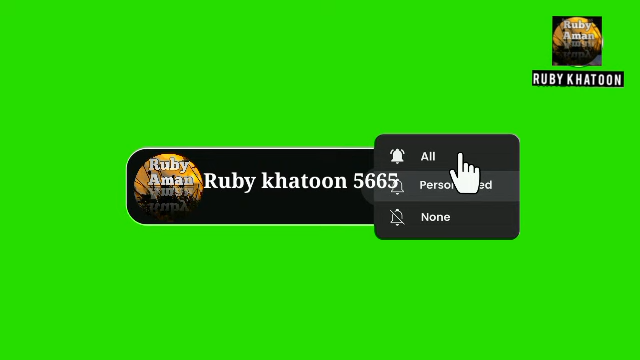 Ruby
Aman
RUBY KHATOON
Ruby
Aman
Ruby khatoon 5665
All
None